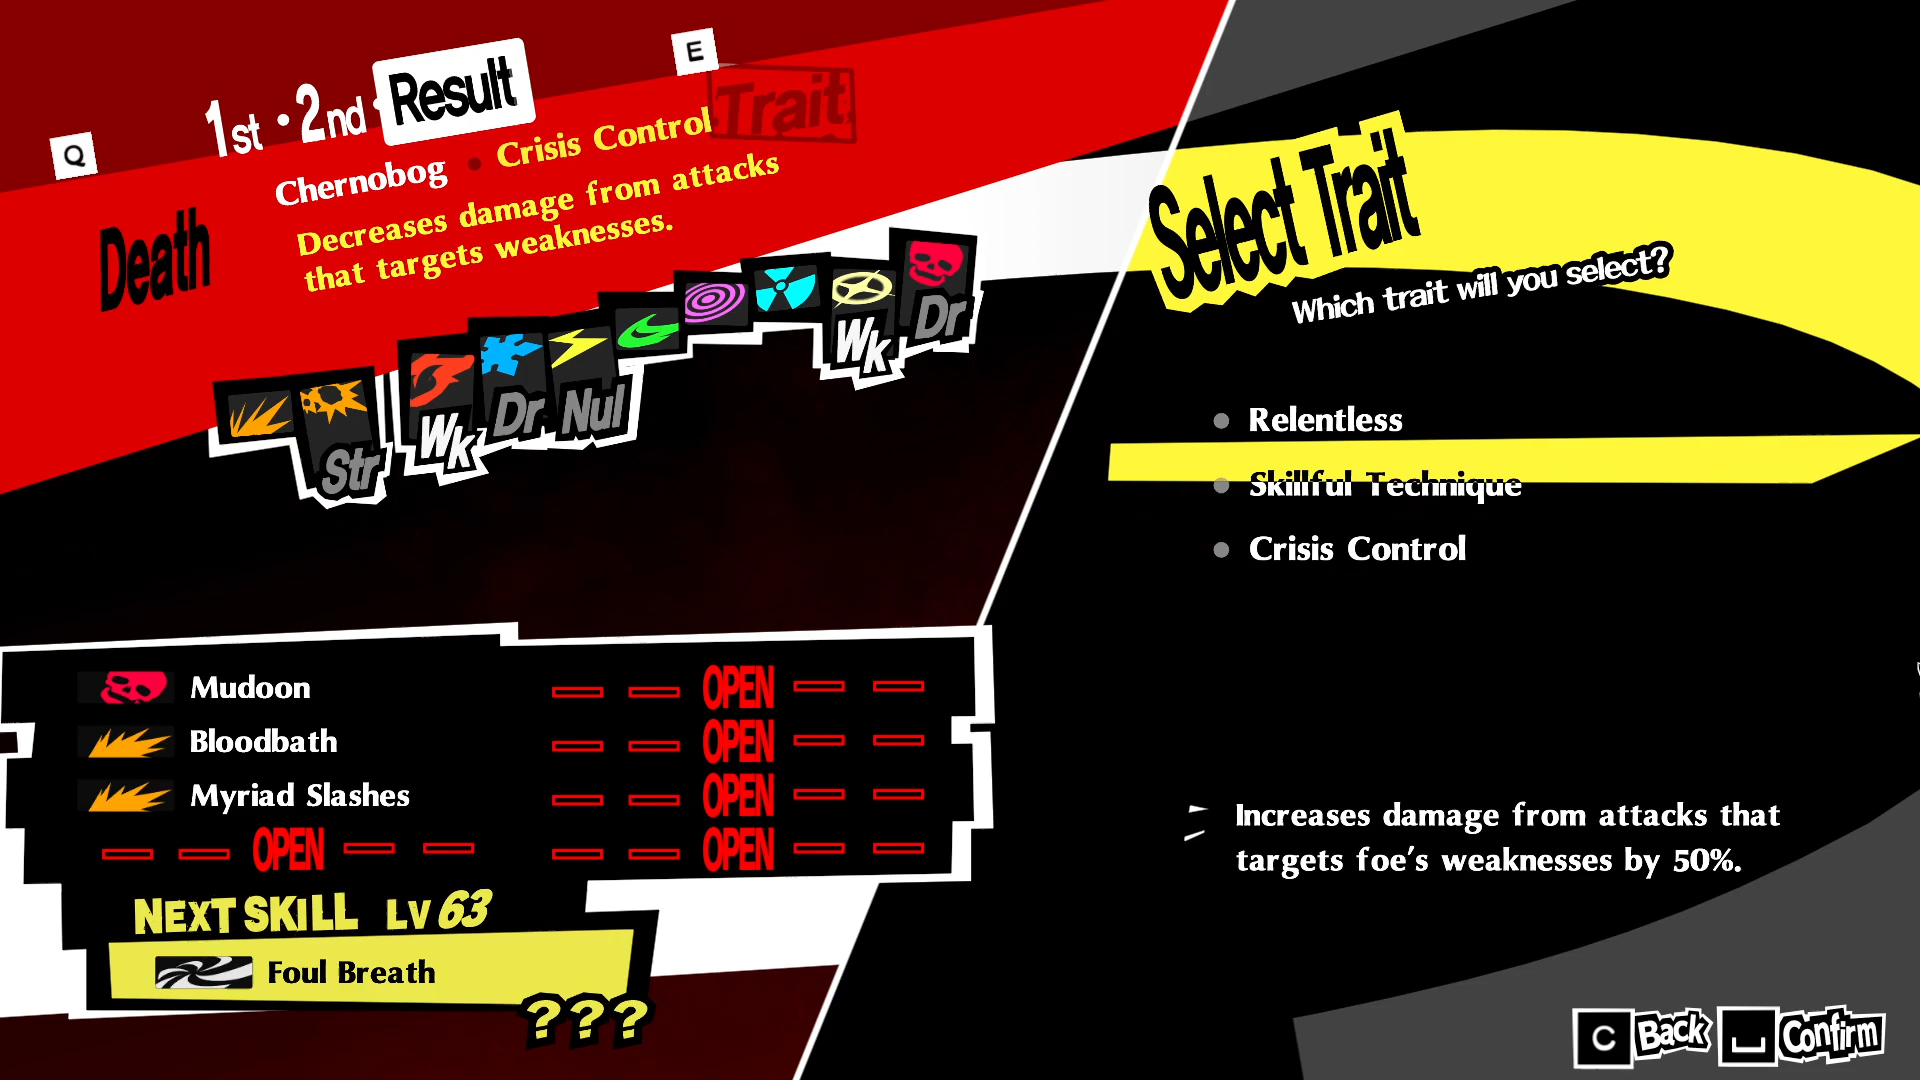 Q
1st · 2nd · Result
E
Trait
Death
Chernobog • Crisis Control
Decreases damage from attacks
that targets weaknesses.
Str
Wk
Dr
Nul
Wk
Dr
Select Trait
Which trait will you select?
Relentless
Skillful Technique
Crisis Control
Increases damage from attacks that
targets foe's weaknesses by 50%.
Mudoon OPEN
Bloodbath OPEN
Myriad Slashes OPEN
OPEN OPEN
NEXT SKILL LV 63
Foul Breath
???
C Back Confirm